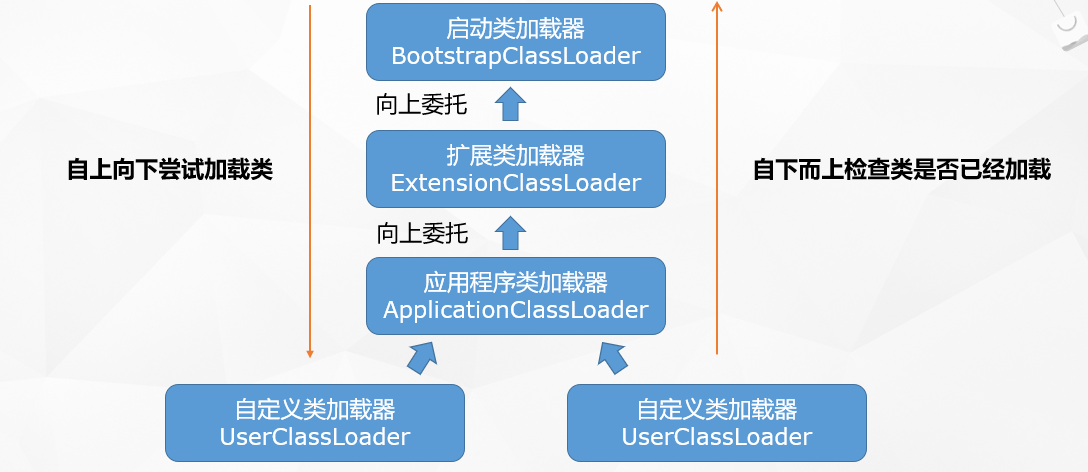 启动类加载器
BootstrapClassLoader
向上委托
扩展类加载器
ExtensionClassLoader
自上向下尝试加载类
自下而上检查类是否已经加载
向上委托
应用程序类加载器
ApplicationClassLoader
自定义类加载器
UserClassLoader
自定义类加载器
UserClassLoader